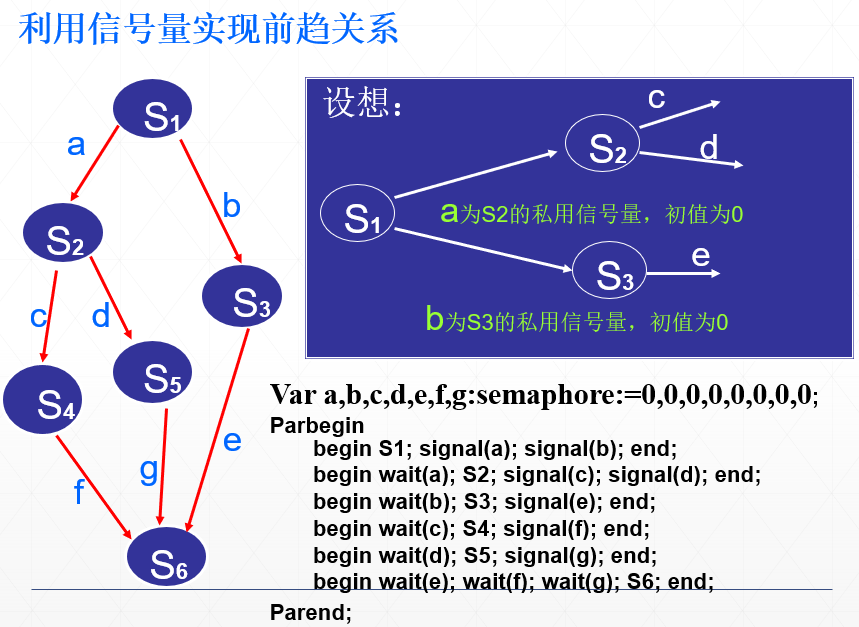 利用信号量实现前趋关系
S1
a
b
S2
S3
c
d
S4
S5
e
f
g
S6
设想：
c
S2
d
S1
a为S2的私用信号量，初值为0
S3
e
b为S3的私用信号量，初值为0
Var a,b,c,d,e,f,g:semaphore:=0,0,0,0,0,0,0,0;
Parbegin
begin S1; signal(a); signal(b); end;
begin wait(a); S2; signal(c); signal(d); end;
begin wait(b); S3; signal(e); end;
begin wait(c); S4; signal(f); end;
begin wait(d); S5; signal(g); end;
begin wait(e); wait(f); wait(g); S6; end;
Parend;